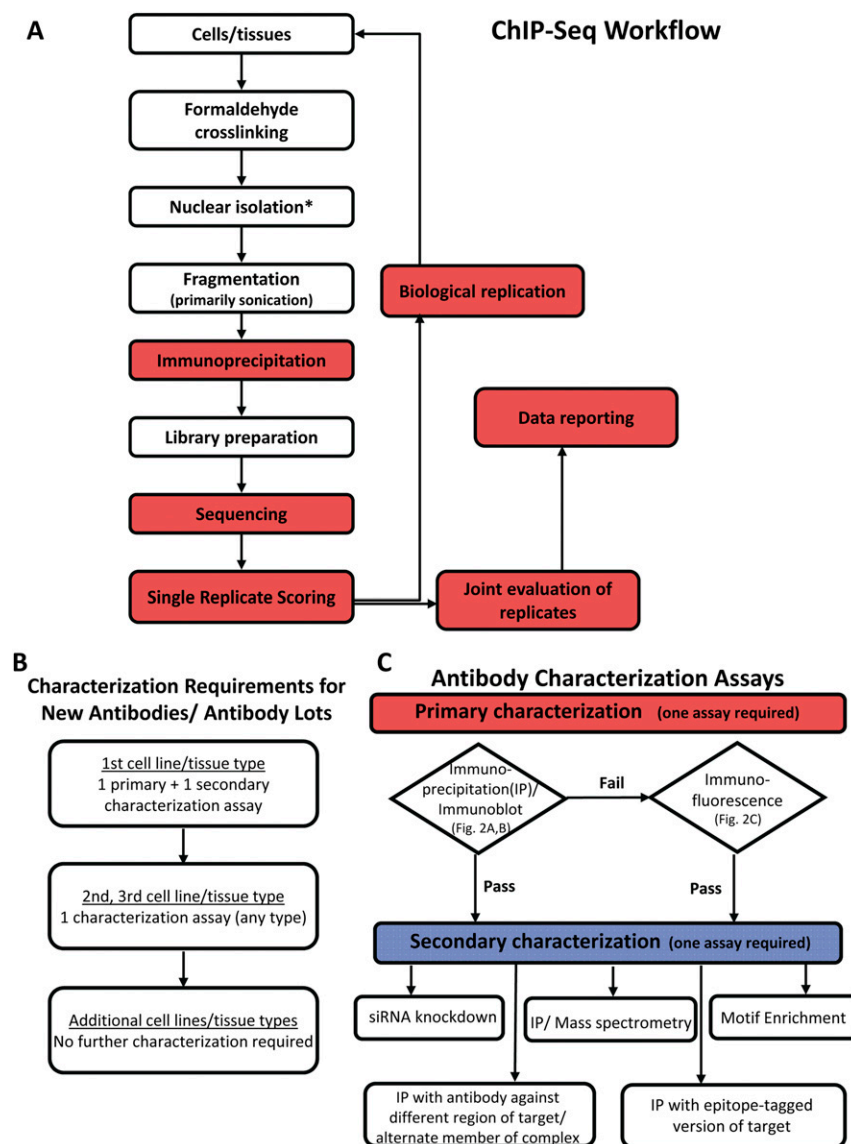 A
ChIP-Seq Workflow
Cells/tissues
Formaldehyde
crosslinking
Nuclear isolation*
Fragmentation
(primarily sonication)
Biological replication
Immunoprecipitation
Data reporting
Library preparation
Sequencing
Single Replicate Scoring
Joint evaluation of
replicates
B
Characterization Requirements for
New Antibodies/ Antibody Lots
1st cell line/tissue type
1 primary + 1 secondary
characterization assay
2nd, 3rd cell line/tissue type
1 characterization assay (any type)
Additional cell lines/tissue types
No further characterization required
C
Antibody Characterization Assays
Primary characterization (one assay required)
Immuno-
precipitation(IP)/
Immunoblot
(Fig. 2A,B)
Fail
Immuno-
fluorescence
(Fig. 2C)
Pass
Pass
Secondary characterization (one assay required)
siRNA knockdown
IP/ Mass spectrometry
Motif Enrichment
IP with antibody against
different region of target/
alternate member of complex
IP with epitope-tagged
version of target